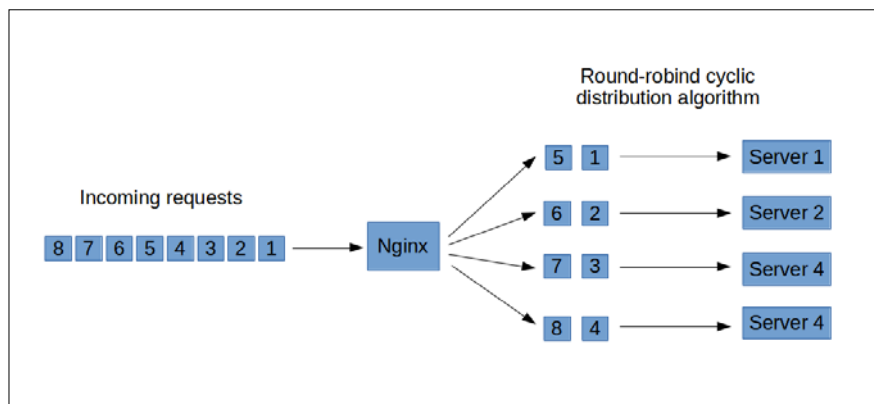 Round-robind cyclic
distribution algorithm
Incoming requests
8 7 6 5 4 3 2 1
Nginx
5 1
Server 1
6 2
Server 2
7 3
Server 4
8 4
Server 4